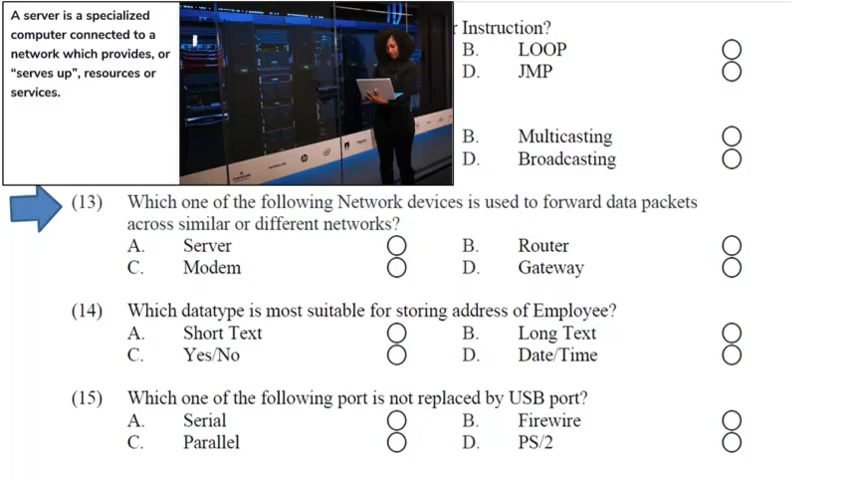 A server is a specialized
computer connected to a
network which provides, or
"serves up", resources or
services.
r Instruction?
B. LOOP
D. JMP
B. Multicasting
D. Broadcasting
(13) Which one of the following Network devices is used to forward data packets
across similar or different networks?
A. Server B. Router
C. Modem D. Gateway
(14) Which datatype is most suitable for storing address of Employee?
A. Short Text B. Long Text
C. Yes/No D. Date/Time
(15) Which one of the following port is not replaced by USB port?
A. Serial B. Firewire
C. Parallel D. PS/2